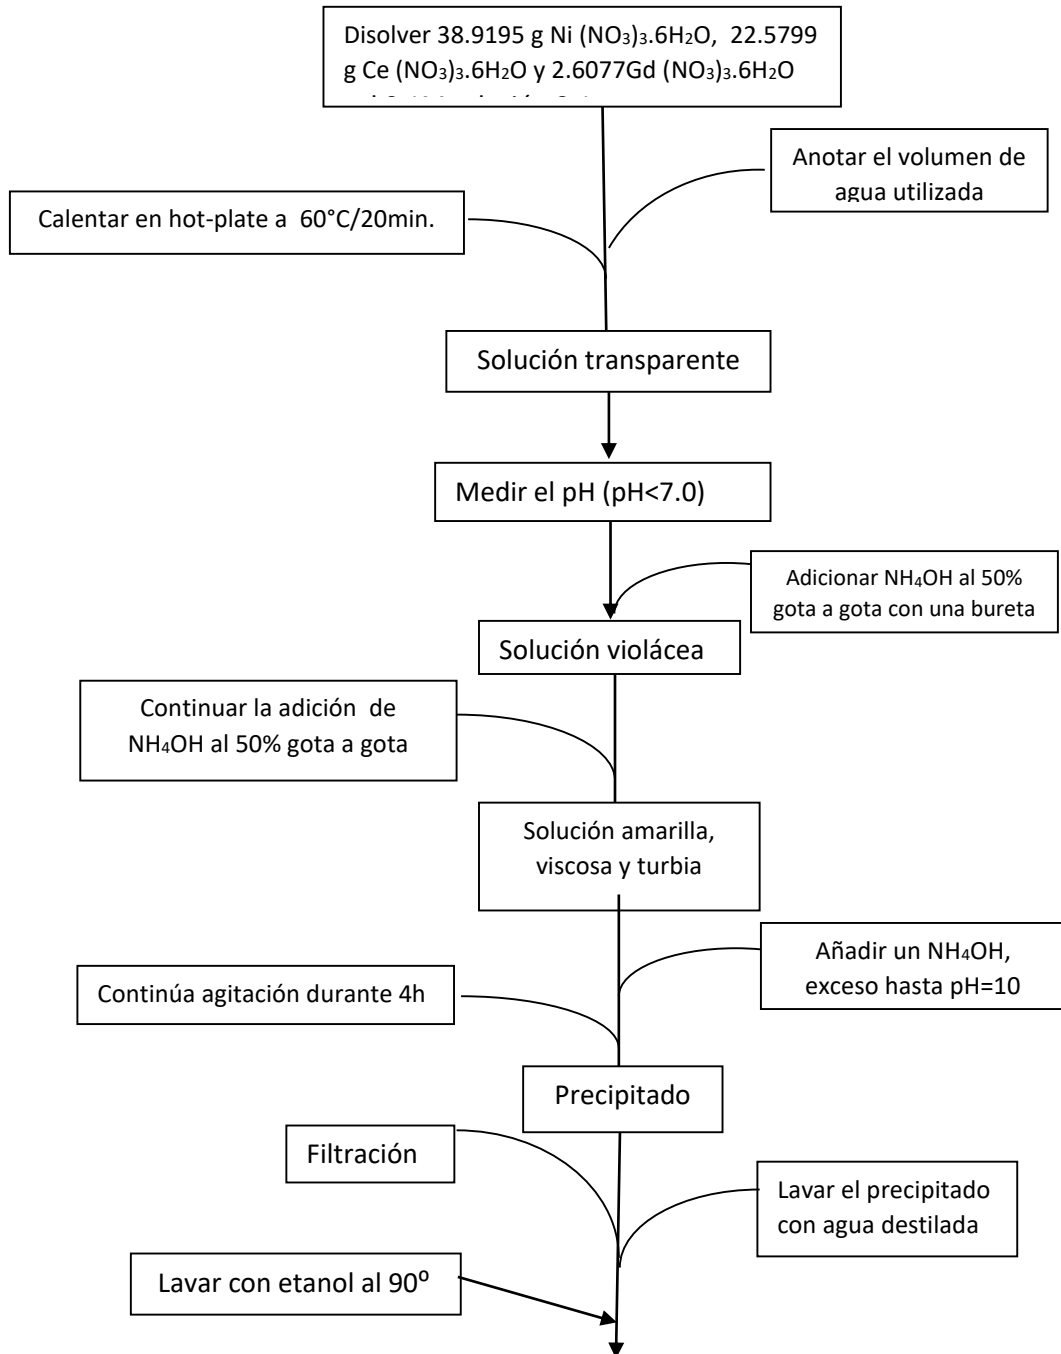 Disolver 38.9195 g Ni (NO₃)₃.6H₂O, 22.5799
g Ce (NO₃)₃.6H₂O y 2.6077Gd (NO₃)₃.6H₂O
Anotar el volumen de
agua utilizada
Calentar en hot-plate a 60°C/20min.
Solución transparente
Medir el pH (pH<7.0)
Adicionar NH₄OH al 50%
gota a gota con una bureta
Solución violácea
Continuar la adición de
NH₄OH al 50% gota a gota
Solución amarilla,
viscosa y turbia
Añadir un NH₄OH,
exceso hasta pH=10
Continúa agitación durante 4h
Precipitado
Filtración
Lavar el precipitado
con agua destilada
Lavar con etanol al 90º